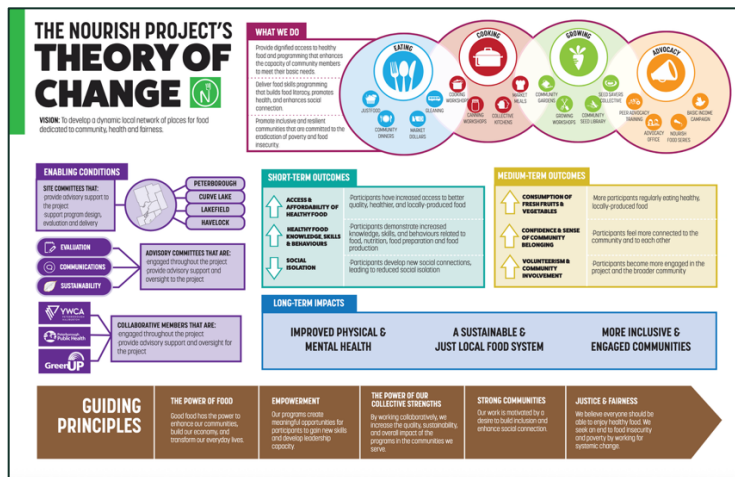 THE NOURISH PROJECT'S
THEORY OF
CHANGE
VISION: To develop a dynamic local network of places for food
dedicated to community, health and fairness.
WHAT WE DO
Provide dignified access to healthy
food and programming that enhances
the capacity of community members
to meet their basic needs.
Deliver food skills programming
that builds food literacy, promotes
health, and enhances social
connection.
Promote inclusive and resilient
communities that are committed to the
eradication of poverty and food
insecurity.
EATING
JUSTFOOD
COMMUNITY
DINNERS
MARKET
DOLLARS
GLEANING
COOKING
COOKING
WORKSHOPS
CANNING
WORKSHOPS
COLLECTIVE
KITCHENS
MARKET
MEALS
GROWING
COMMUNITY
GARDENS
GROWING
WORKSHOPS
COMMUNITY
SEED LIBRARY
SEED SAVERS
COLLECTIVE
ADVOCACY
PEER ADVOCACY
TRAINING
ADVOCACY
OFFICE
NOURISH
FOOD SERIES
BASIC INCOME
CAMPAIGN
ENABLING CONDITIONS
SITE COMMITTEES THAT:
provide advisory support to
the project
support program design,
evaluation and delivery
PETERBOROUGH
CURVE LAKE
LAKEFIELD
HAVELOCK
EVALUATION
COMMUNICATIONS
SUSTAINABILITY
ADVISORY COMMITTEES THAT ARE:
engaged throughout the project
provide advisory support and
oversight to the project
YWCA
Peterborough
Public Health
GreenUP
COLLABORATIVE MEMBERS THAT ARE:
engaged throughout the project
provide advisory support and oversight for
the project
SHORT-TERM OUTCOMES
ACCESS &
AFFORDABILITY OF
HEALTHY FOOD
Participants have increased access to better
quality, healthier, and locally-produced food
HEALTHY FOOD
KNOWLEDGE, SKILLS
& BEHAVIOURS
Participants demonstrate increased
knowledge, skills, and behaviours related to
food, nutrition, food preparation and food
production
SOCIAL
ISOLATION
Participants develop new social connections,
leading to reduced social isolation
MEDIUM-TERM OUTCOMES
CONSUMPTION OF
FRESH FRUITS &
VEGETABLES
More participants regularly eating healthy,
locally-produced food
CONFIDENCE & SENSE
OF COMMUNITY
BELONGING
Participants feel more connected to the
community and to each other
VOLUNTEERISM &
COMMUNITY
INVOLVEMENT
Participants become more engaged in the
project and the broader community
LONG-TERM IMPACTS
IMPROVED PHYSICAL &
MENTAL HEALTH
A SUSTAINABLE &
JUST LOCAL FOOD SYSTEM
MORE INCLUSIVE &
ENGAGED COMMUNITIES
GUIDING
PRINCIPLES
THE POWER OF FOOD
Good food has the power to
enhance our communities,
build our economy, and
transform our everyday lives.
EMPOWERMENT
Our programs create
meaningful opportunities for
participants to gain new skills
and develop leadership
capacity
THE POWER OF OUR
COLLECTIVE STRENGTHS
By working collaboratively, we
increase the quality, sustainability,
and overall impact of the
programs in the communities we
serve.
STRONG COMMUNITIES
Our work is motivated by a
desire to build inclusion and
enhance social connection.
JUSTICE & FAIRNESS
We believe everyone should be
able to enjoy healthy food. We
seek an end to food insecurity
and poverty by working for
systemic change.